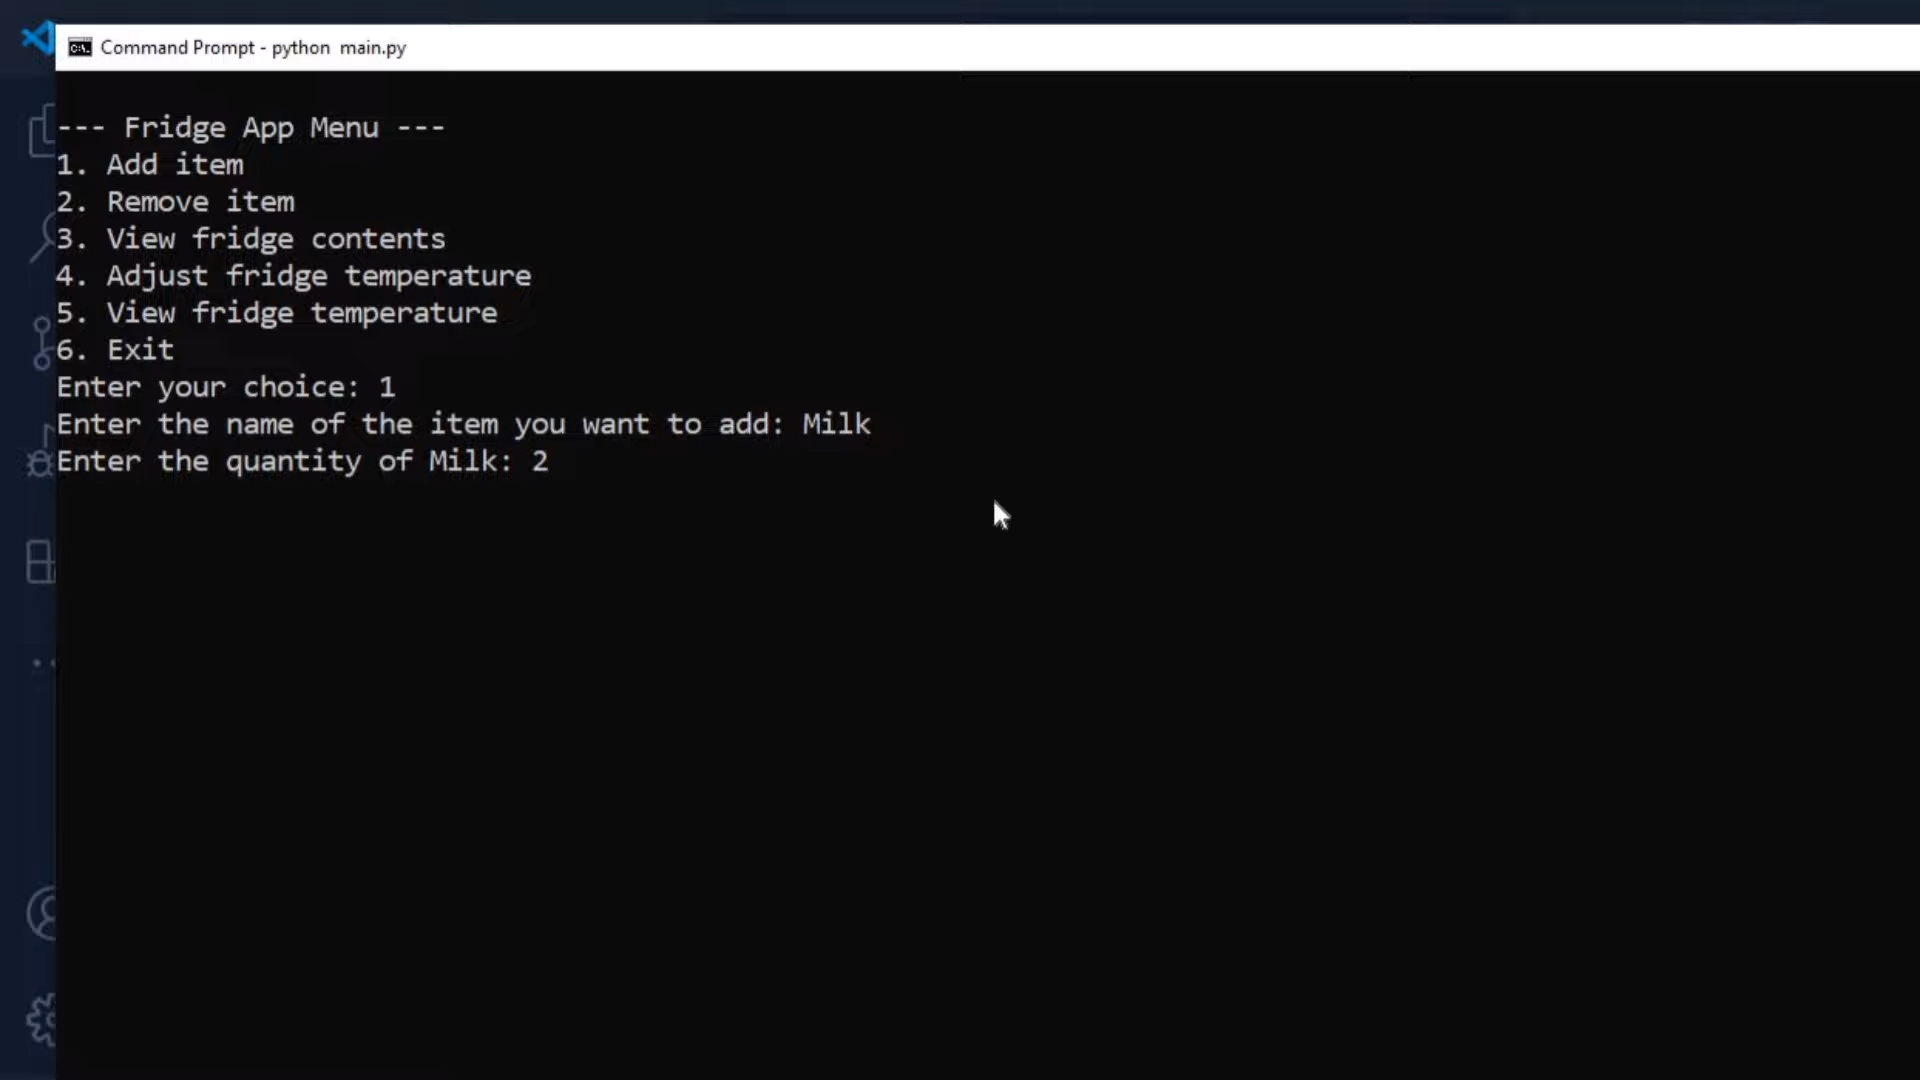 Command Prompt - python  main.py
--- Fridge App Menu ---
1. Add item
2. Remove item
3. View fridge contents
4. Adjust fridge temperature
5. View fridge temperature
6. Exit
Enter your choice: 1
Enter the name of the item you want to add: Milk
Enter the quantity of Milk: 2